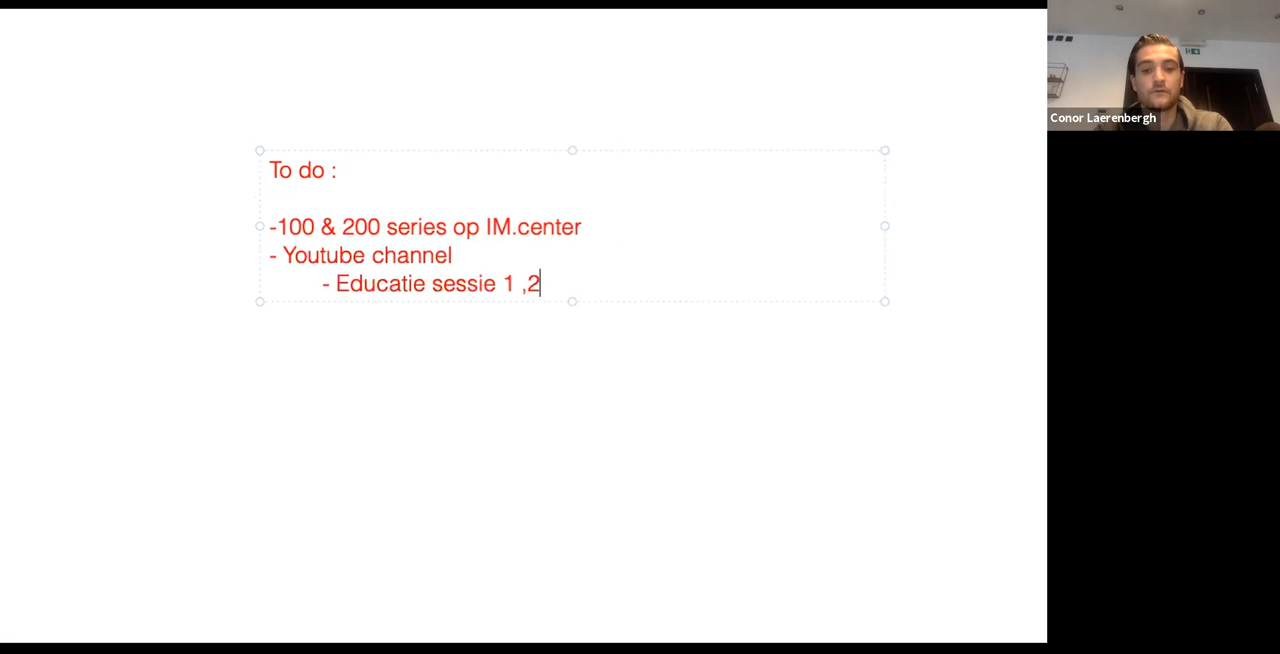 To do :
-100 & 200 series op IM.center
- Youtube channel
- Educatie sessie 1 ,2
Conor Laerenbergh